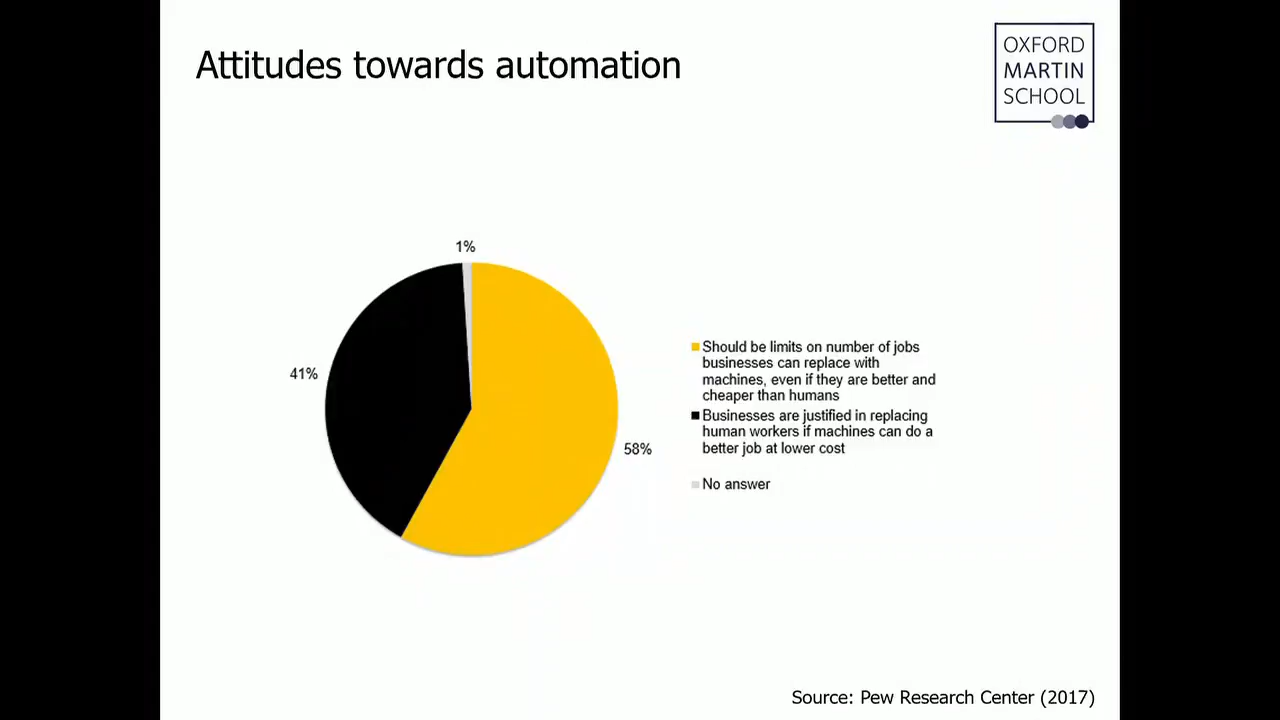 Attitudes towards automation
OXFORD
MARTIN
SCHOOL
1%
41%
58%
Should be limits on number of jobs
businesses can replace with
machines, even if they are better and
cheaper than humans
Businesses are justified in replacing
human workers if machines can do a
better job at lower cost
No answer
Source: Pew Research Center (2017)